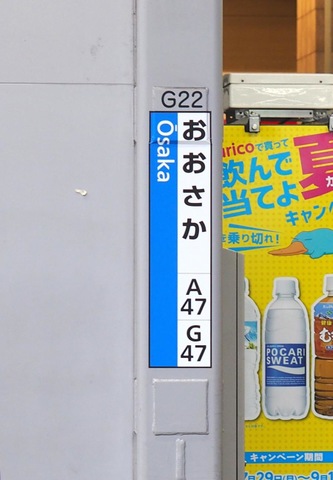 G22
おおさか
Ōsaka
A
47
G
47
uricoで買って
夏
飲んで
当てよ
キャン
を乗り切れ!
POCARI
SWEAT
キャンペーン期間